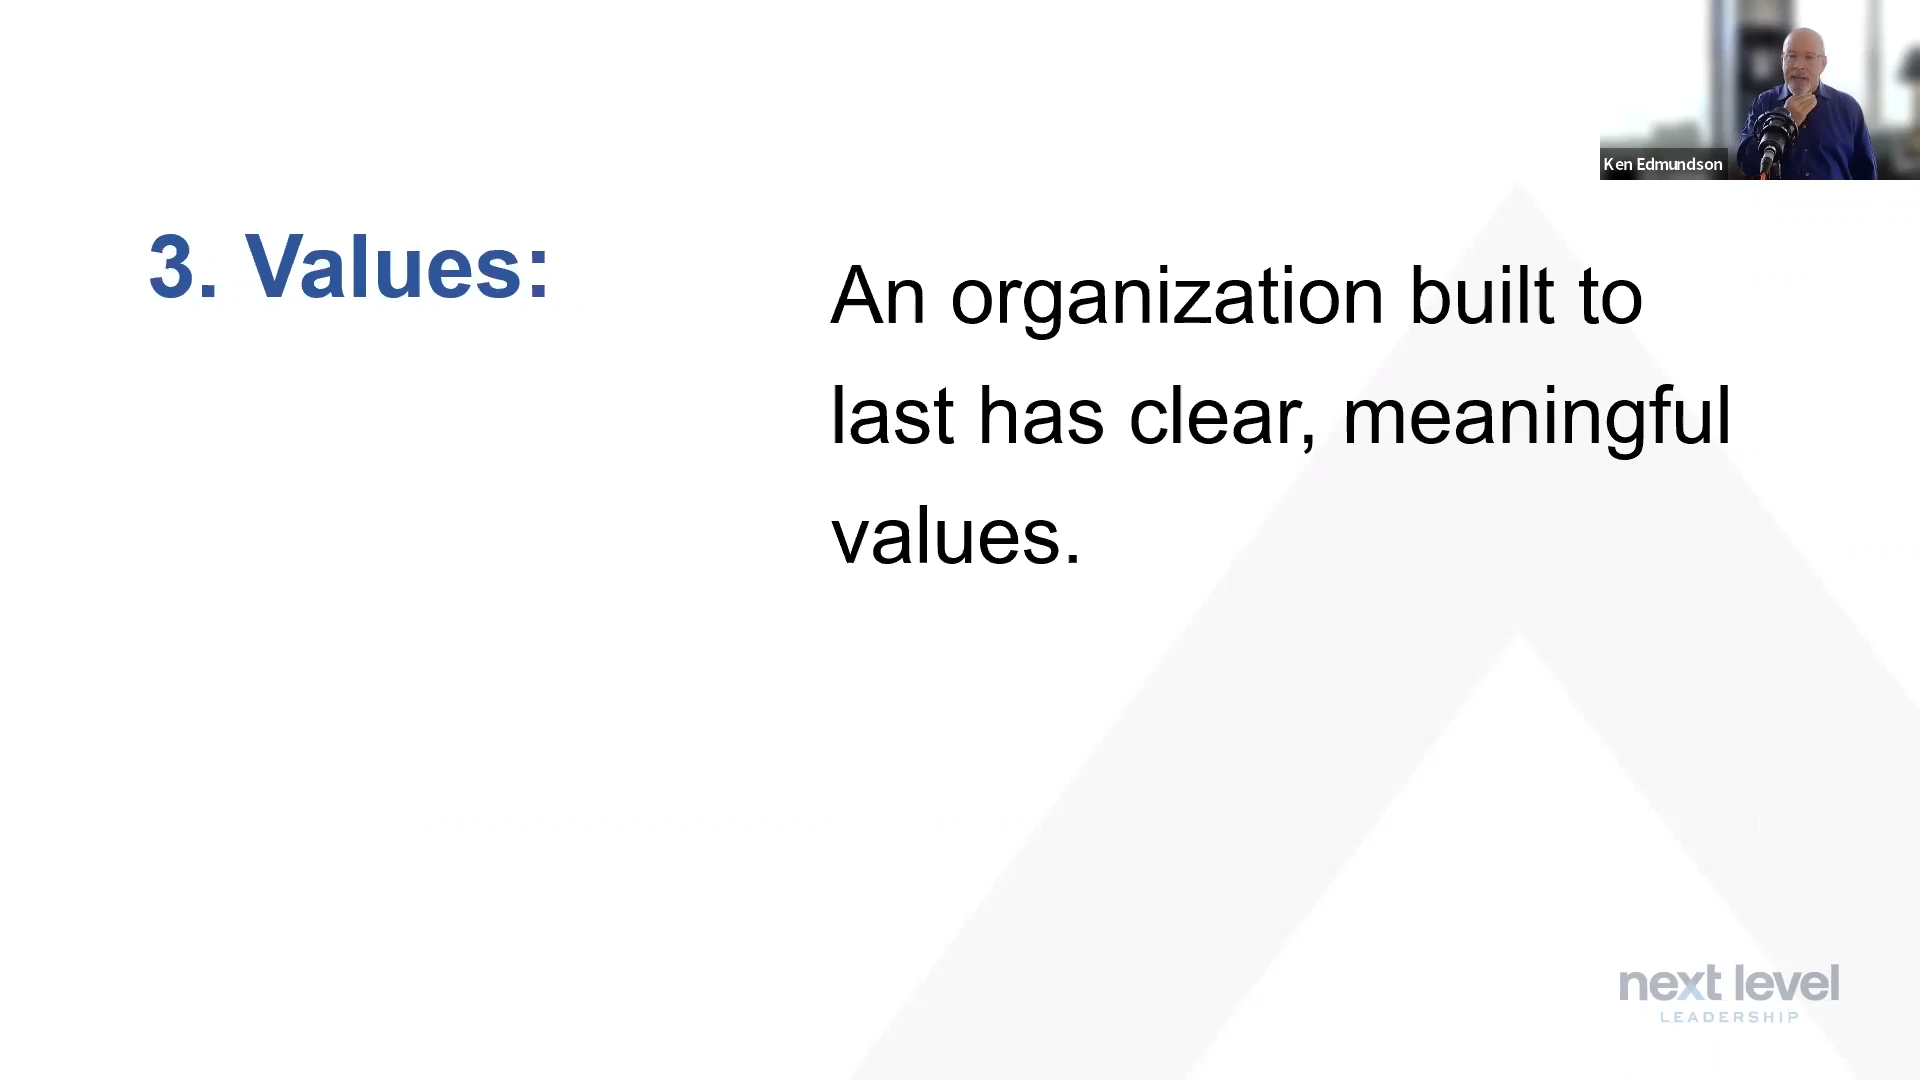 Ken Edmundson
3. Values:
An organization built to
last has clear, meaningful
values.
next level
LEADERSHIP